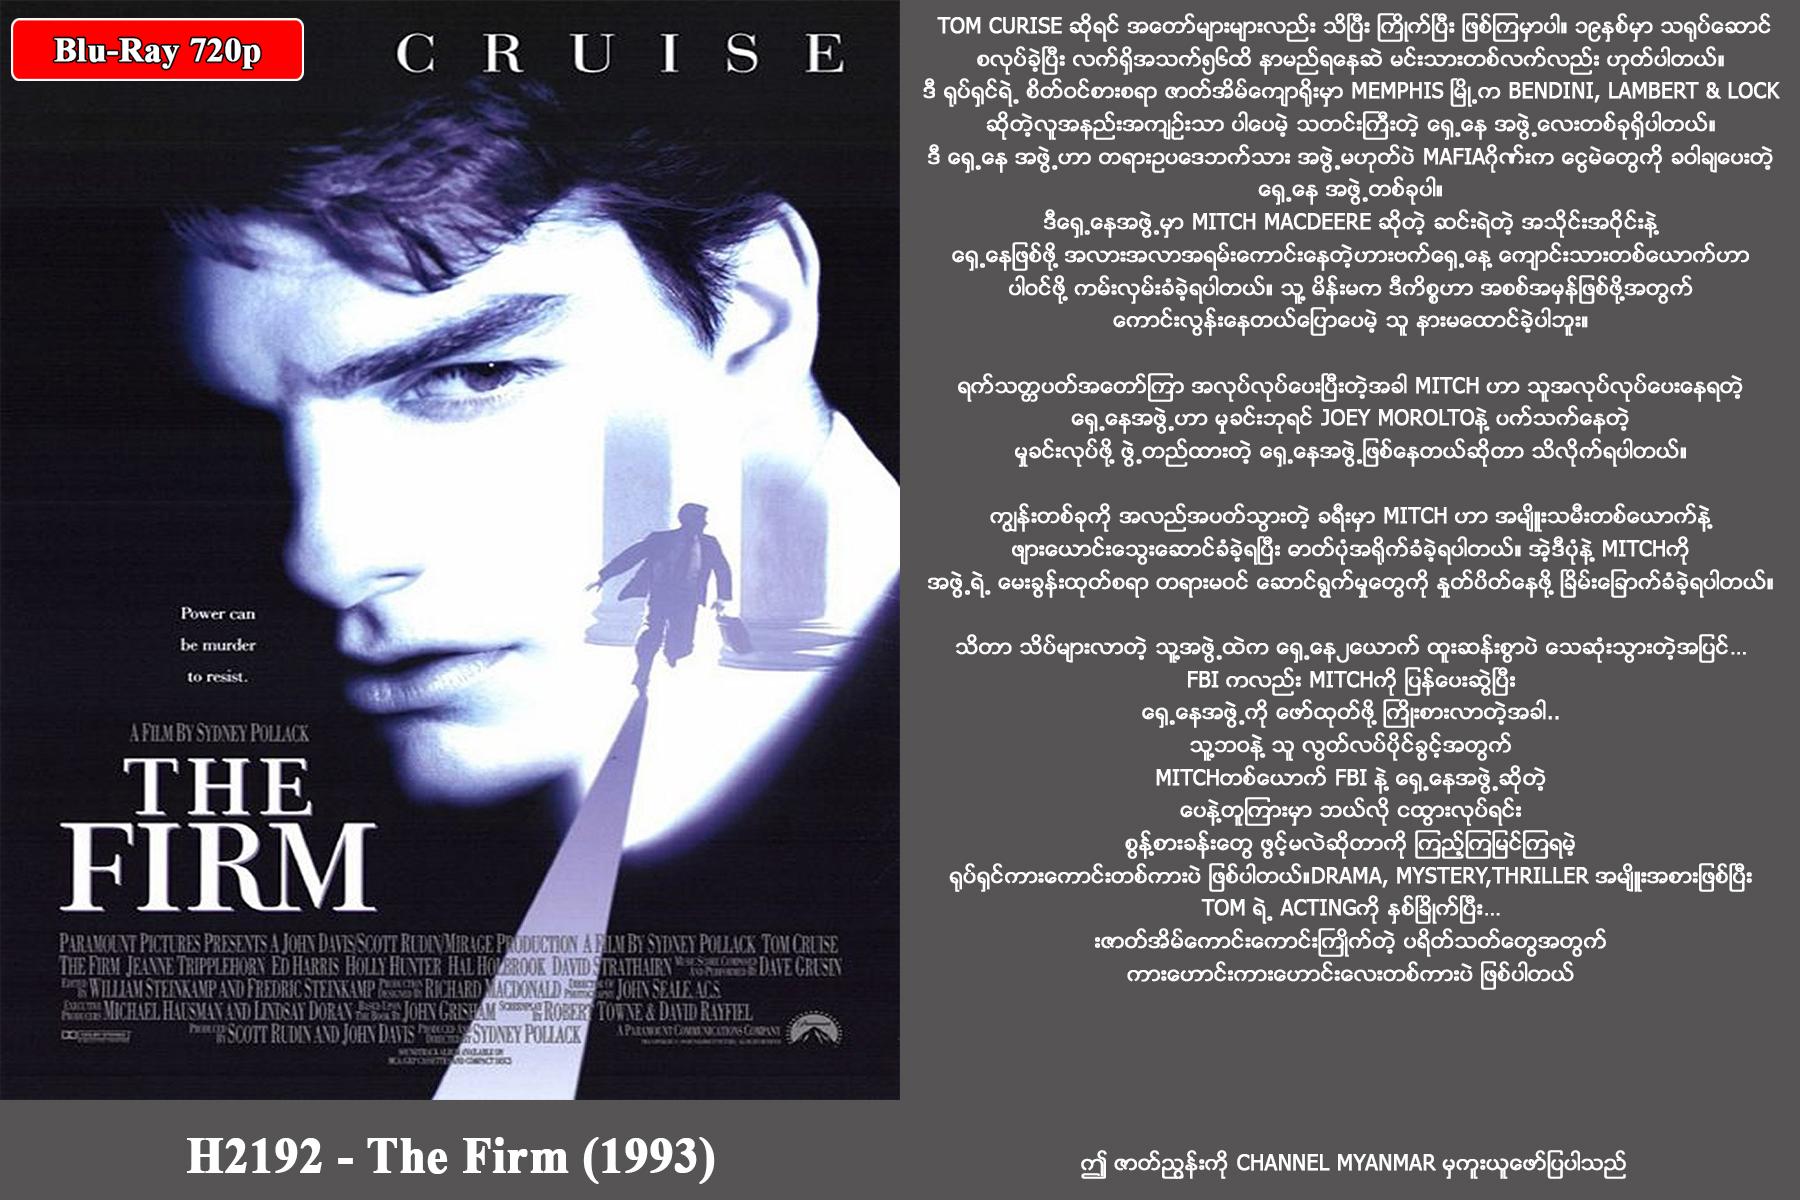 Blu-Ray 720p
CRUISE
Power can
be murder
to resist.
A FILM BY SYDNEY POLLACK
THE
FIRM
PARAMOUNT PICTURES PRESENTS A JOHN DAVIS/SCOTT RUDIN/MIRAGE PRODUCTION A FILM BY SYDNEY POLLACK TOM CRUISE
THE FIRM JEANNE TRIPPLEHORN ED HARRIS HOLLY HUNTER HAL HOLBROOK DAVID STRATHAIRN MUSIC SCORE COMPOSED AND PERFORMED BY DAVE GRUSIN
EDITED BY WILLIAM STEINKAMP AND FREDRIC STEINKAMP PRODUCTION DESIGNED BY RICHARD MACDONALD DIRECTOR OF PHOTOGRAPHY JOHN SEALE, A.C.S.
EXECUTIVE PRODUCERS MICHAEL HAUSMAN AND LINDSAY DORAN BASED UPON THE BOOK BY JOHN GRISHAM SCREENPLAY BY ROBERT TOWNE & DAVID RAYFIEL
PRODUCED BY SCOTT RUDIN AND JOHN DAVIS PRODUCED AND DIRECTED BY SYDNEY POLLACK A PARAMOUNT COMMUNICATIONS COMPANY
H2192 - The Firm (1993)
TOM CURISE ဆိုရင် အတော်များများလည်း သိပြီး ကြိုက်ပြီး ဖြစ်ကြမှာပါ။ ၁၉နှစ်မှာ သရုပ်ဆောင်
စလုပ်ခဲ့ပြီး လက်ရှိအသက်၅၆ထိ နာမည်ရနေဆဲ မင်းသားတစ်လက်လည်း ဟုတ်ပါတယ်။
ဒီ ရုပ်ရှင်ရဲ့ စိတ်ဝင်စားစရာ ဇာတ်အိမ်ကျောရိုးမှာ MEMPHIS မြို့က BENDINI, LAMBERT & LOCK
ဆိုတဲ့လူအနည်းအကျဉ်းသာ ပါပေမဲ့ သတင်းကြီးတဲ့ ရှေ့နေ အဖွဲ့လေးတစ်ခုရှိပါတယ်။
ဒီ ရှေ့နေ အဖွဲ့ဟာ တရားဥပဒေဘက်သား အဖွဲ့မဟုတ်ပဲ MAFIAဂိုဏ်းက ငွေမဲတွေကို ခဝါချပေးတဲ့
ရှေ့နေ အဖွဲ့တစ်ခုပါ။
ဒီရှေ့နေအဖွဲ့မှာ MITCH MACDEERE ဆိုတဲ့ ဆင်းရဲတဲ့ အသိုင်းအဝိုင်းနဲ့
ရှေ့နေဖြစ်ဖို့ အလားအလာအရမ်းကောင်းနေတဲ့ဟားဗက်ရှေ့နေ့ ကျောင်းသားတစ်ယောက်ဟာ
ပါဝင်ဖို့ ကမ်းလှမ်းခံခဲ့ရပါတယ်။ သူ့ မိန်းမက ဒီကိစ္စဟာ အစစ်အမှန်ဖြစ်ဖို့အတွက်
ကောင်းလွန်းနေတယ်ပြောပေမဲ့ သူ နားမထောင်ခဲ့ပါဘူး။
ရက်သတ္တပတ်အတော်ကြာ အလုပ်လုပ်ပေးပြီးတဲ့အခါ MITCH ဟာ သူအလုပ်လုပ်ပေးနေရတဲ့
ရှေ့နေအဖွဲ့ဟာ မှုခင်းဘုရင် JOEY MOROLTOနဲ့ ပက်သက်နေတဲ့
မှုခင်းလုပ်ဖို့ ဖွဲ့တည်ထားတဲ့ ရှေ့နေအဖွဲ့ဖြစ်နေတယ်ဆိုတာ သိလိုက်ရပါတယ်။
ကျွန်းတစ်ခုကို အလည်အပတ်သွားတဲ့ ခရီးမှာ MITCH ဟာ အမျိူးသမီးတစ်ယောက်နဲ့
ဖျားယောင်းသွေးဆောင်ခံခဲ့ရပြီး ဓာတ်ပုံအရိုက်ခံခဲ့ရပါတယ်။ အဲ့ဒီပုံနဲ့ MITCHကို
အဖွဲ့ရဲ့ မေးခွန်းထုတ်စရာ တရားမဝင် ဆောင်ရွက်မှုတွေကို နှုတ်ပိတ်နေဖို့ ခြိမ်းခြောက်ခံခဲ့ရပါတယ်။
သိတာ သိပ်များလာတဲ့ သူ့အဖွဲ့ထဲက ရှေ့နေ၂ယောက် ထူးဆန်းစွာပဲ သေဆုံးသွားတဲ့အပြင်...
FBI ကလည်း MITCHကို ပြန်ပေးဆွဲပြီး
ရှေ့နေအဖွဲ့ကို ဖော်ထုတ်ဖို့ ကြိုးစားလာတဲ့အခါ..
သူ့ဘဝနဲ့ သူ လွတ်လပ်ပိုင်ခွင့်အတွက်
MITCHတစ်ယောက် FBI နဲ့ ရှေ့နေအဖွဲ့ဆိုတဲ့
ပေနဲ့တူကြားမှာ ဘယ်လို ငထွားလုပ်ရင်း
စွန့်စားခန်းတွေ ဖွင့်မလဲဆိုတာကို ကြည့်ကြမြင်ကြရမဲ့
ရုပ်ရှင်ကားကောင်းတစ်ကားပဲ ဖြစ်ပါတယ်။DRAMA, MYSTERY,THRILLER အမျိူးအစားဖြစ်ပြီး
TOM ရဲ့ ACTINGကို နှစ်ခြိုက်ပြီး...
းဇာတ်အိမ်ကောင်းကောင်းကြိုက်တဲ့ ပရိတ်သတ်တွေအတွက်
ကားဟောင်းကားဟောင်းလေးတစ်ကားပဲ ဖြစ်ပါတယ်
ဤ ဇာတ်ညွှန်းကို CHANNEL MYANMAR မှကူးယူဖော်ပြပါသည်